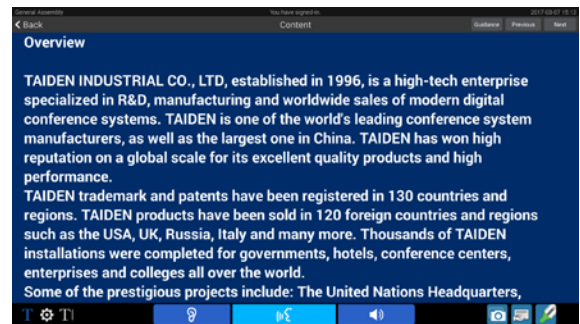 General Assembly You have signed in. 2017-03-07 15:12
Back Content Guidance Previous Next
Overview
TAIDEN INDUSTRIAL CO., LTD, established in 1996, is a high-tech enterprise
specialized in R&D, manufacturing and worldwide sales of modern digital
conference systems. TAIDEN is one of the world's leading conference system
manufacturers, as well as the largest one in China. TAIDEN has won high
reputation on a global scale for its excellent quality products and high
performance.
TAIDEN trademark and patents have been registered in 130 countries and
regions. TAIDEN products have been sold in 120 foreign countries and regions
such as the USA, UK, Russia, Italy and many more. Thousands of TAIDEN
installations were completed for governments, hotels, conference centers,
enterprises and colleges all over the world.
Some of the prestigious projects include: The United Nations Headquarters,
T T